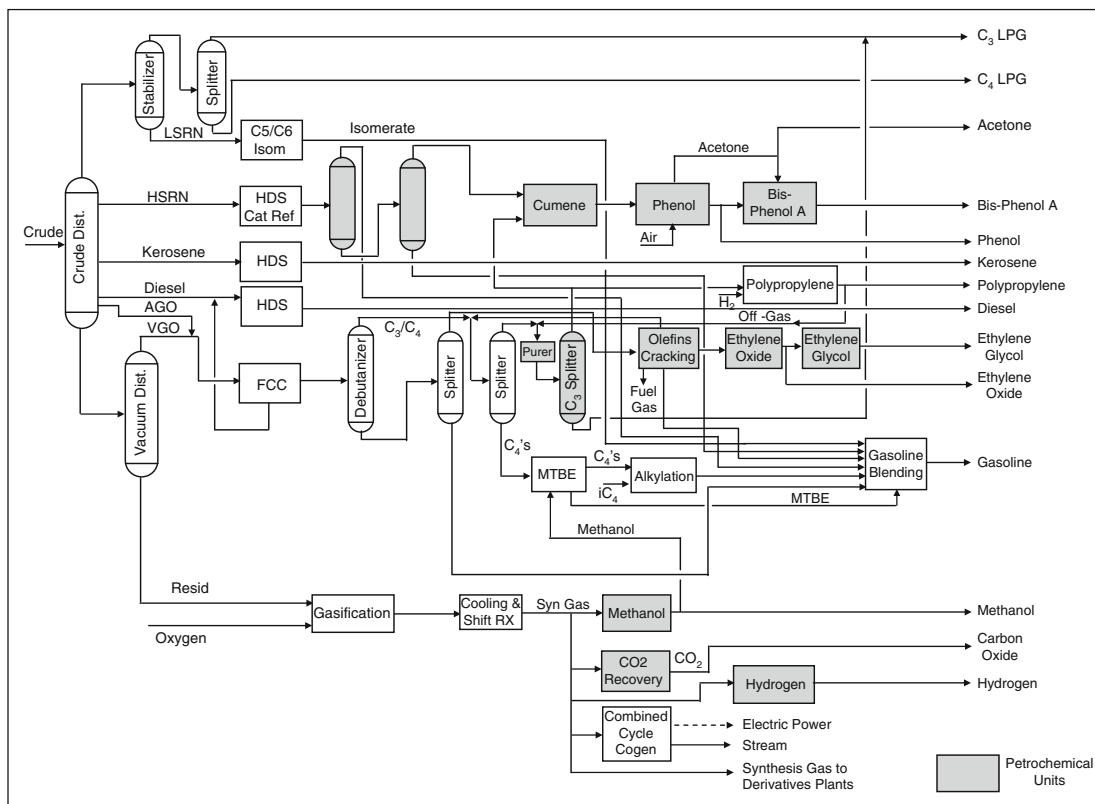 C3 LPG
C4 LPG
Stabilizer
Splitter
LSRN
C5/C6
Isom
Isomerate
Acetone
Acetone
HSRN
HDS
Cat Ref
Cumene
Phenol
Bis-
Phenol A
Bis-Phenol A
Air
Phenol
Crude
Crude Dist.
Kerosene
HDS
Kerosene
Diesel
HDS
Polypropylene
H2
Polypropylene
Diesel
AGO
VGO
C3/C4
Off -Gas
Vacuum Dist.
FCC
Debutanizer
Splitter
Splitter
Purer
C3 Splitter
Olefins
Cracking
Ethylene
Oxide
Ethylene
Glycol
Ethylene
Glycol
Fuel
Gas
Ethylene
Oxide
C4's
MTBE
C4's
iC4
Alkylation
Gasoline
Blending
Gasoline
MTBE
Methanol
Resid
Oxygen
Gasification
Cooling &
Shift RX
Syn Gas
Methanol
Methanol
CO2
Recovery
CO2
Carbon
Oxide
Hydrogen
Hydrogen
Combined
Cycle
Cogen
Electric Power
Stream
Synthesis Gas to
Derivatives Plants
Petrochemical
Units